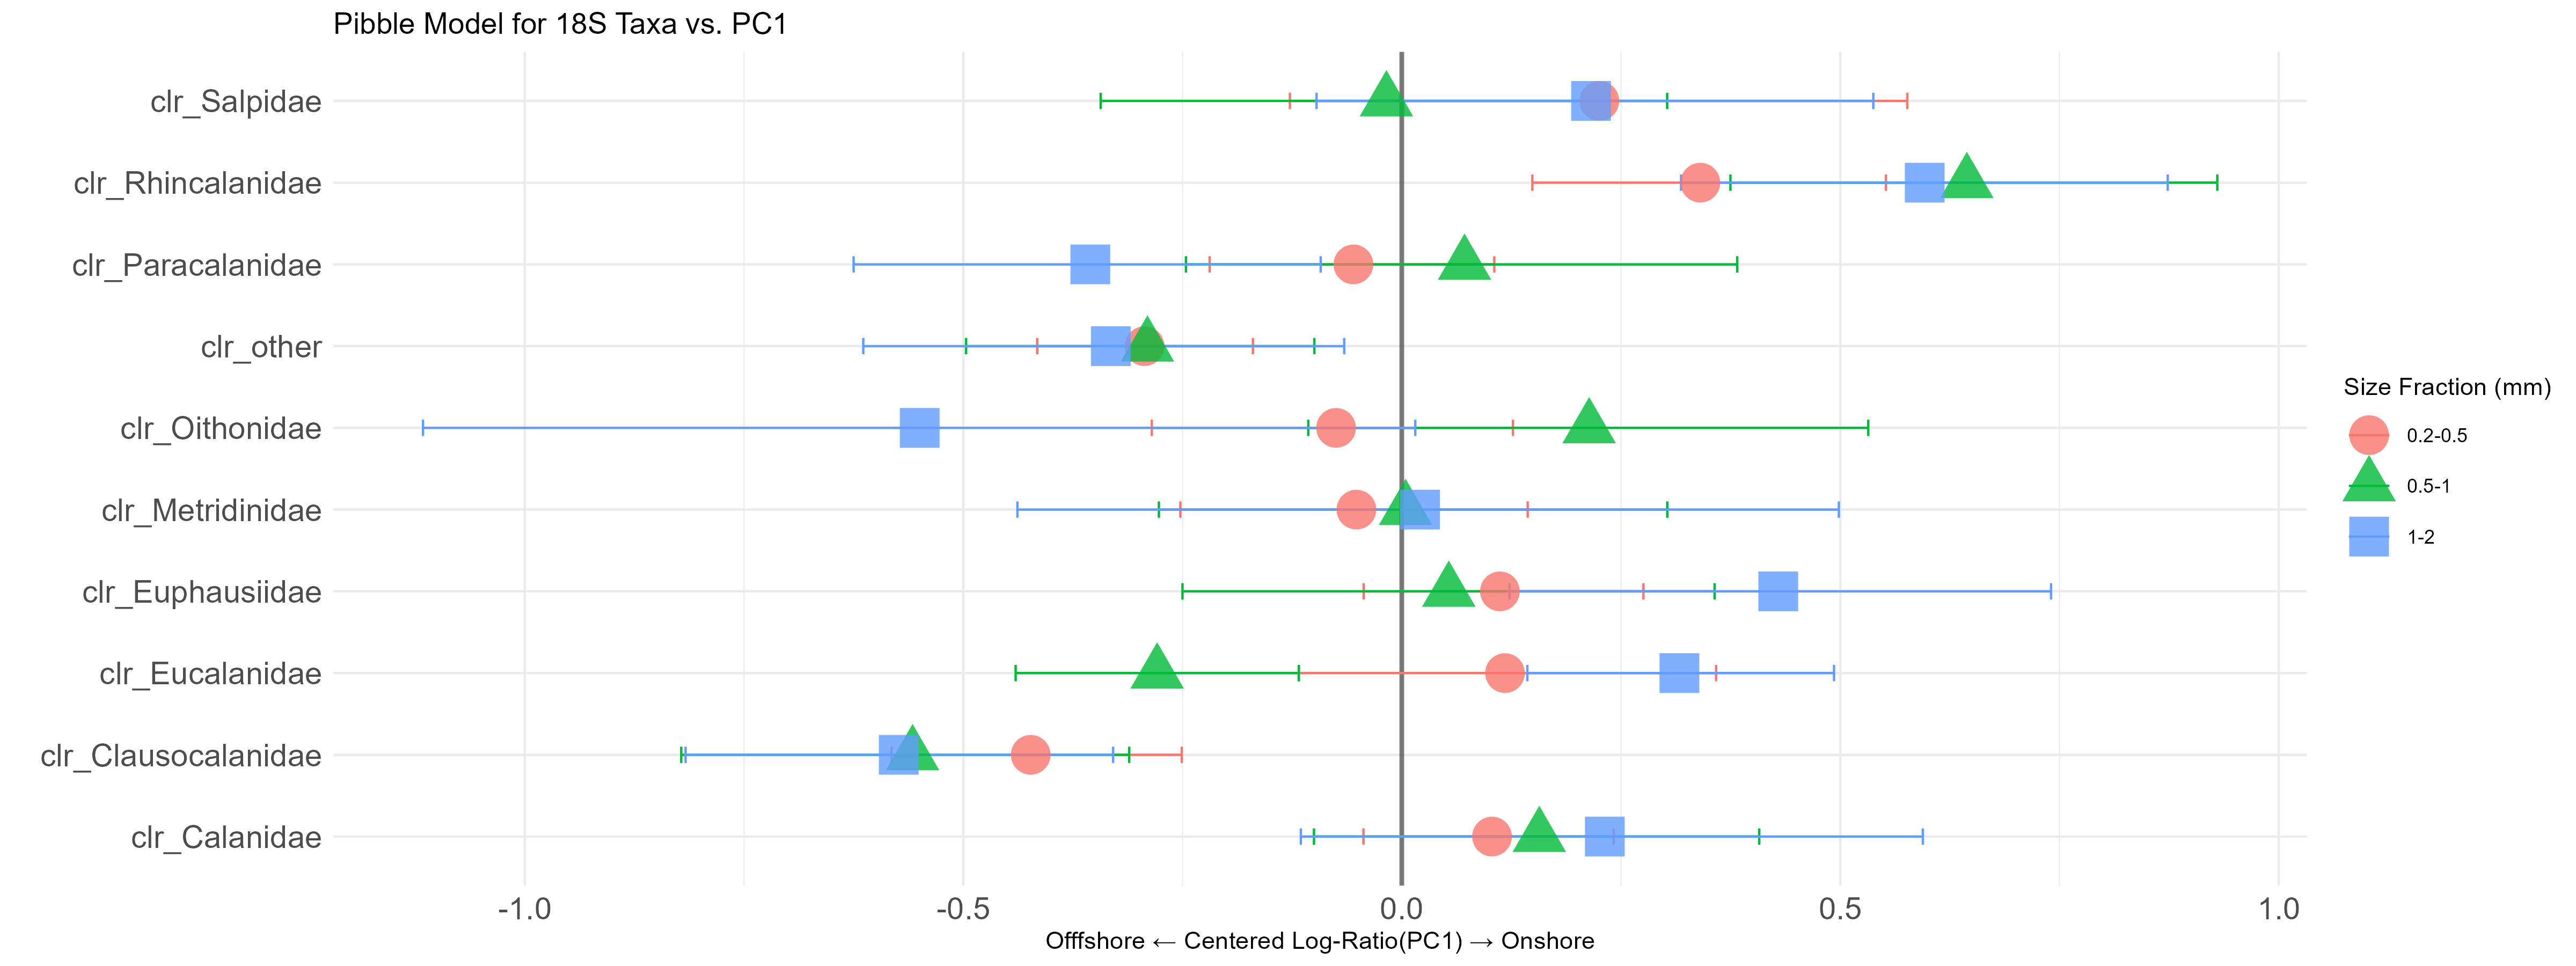 Pibble Model for 18S Taxa vs. PC1
clr_Salpidae
clr_Rhincalanidae
clr_Paracalanidae
clr_other
clr_Oithonidae
clr_Metridinidae
clr_Euphausiidae
clr_Eucalanidae
clr_Clausocalanidae
clr_Calanidae
-1.0 -0.5 0.0 0.5 1.0
Offfshore ← Centered Log-Ratio(PC1) → Onshore
Size Fraction (mm)
0.2-0.5
0.5-1
1-2